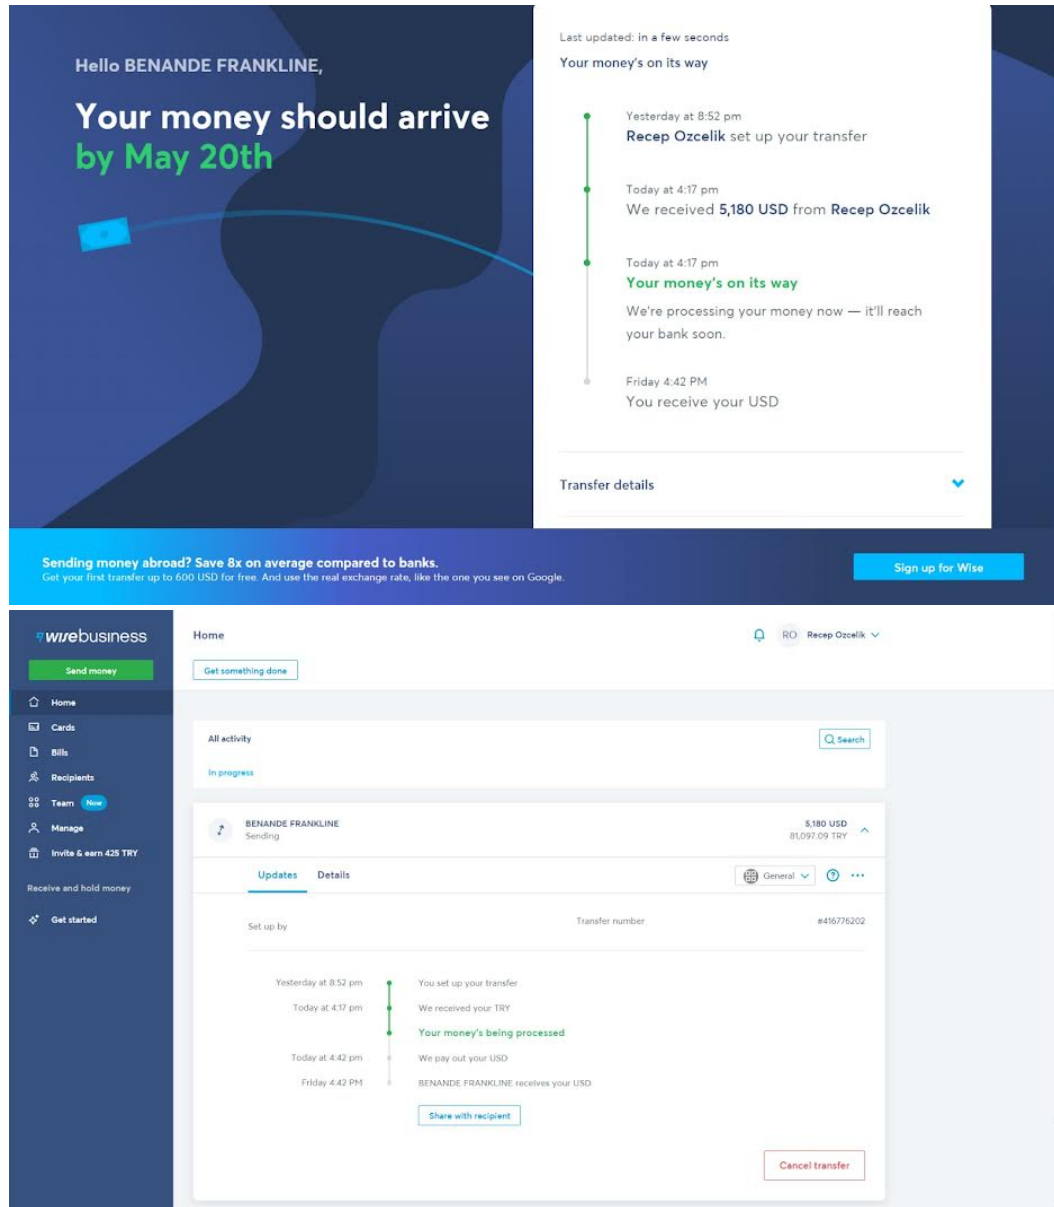 Hello BENANDE FRANKLINE,
Your money should arrive
by May 20th
Last updated: in a few seconds
Your money's on its way
Yesterday at 8:52 pm
Recep Ozcelik set up your transfer
Today at 4:17 pm
We received 5,180 USD from Recep Ozcelik
Today at 4:17 pm
Your money's on its way
We're processing your money now — it'll reach
your bank soon.
Friday 4:42 PM
You receive your USD
Transfer details
Sending money abroad? Save 8x on average compared to banks.
Get your first transfer up to 600 USD for free. And use the real exchange rate, like the one you see on Google.
Sign up for Wise
wise business
Send money
Home
Cards
Bills
Recipients
Team New
Manage
Invite & earn 425 TRY
Receive and hold money
Get started
Home
RO Recep Ozcelik
Get something done
All activity
Search
In progress
BENANDE FRANKLINE
Sending
5,180 USD
81,097.09 TRY
Updates Details
General
Set up by
Transfer number
#416776202
Yesterday at 8:52 pm You set up your transfer
Today at 4:17 pm We received your TRY
Your money's being processed
Today at 4:42 pm We pay out your USD
Friday 4:42 PM BENANDE FRANKLINE receives your USD
Share with recipient
Cancel transfer